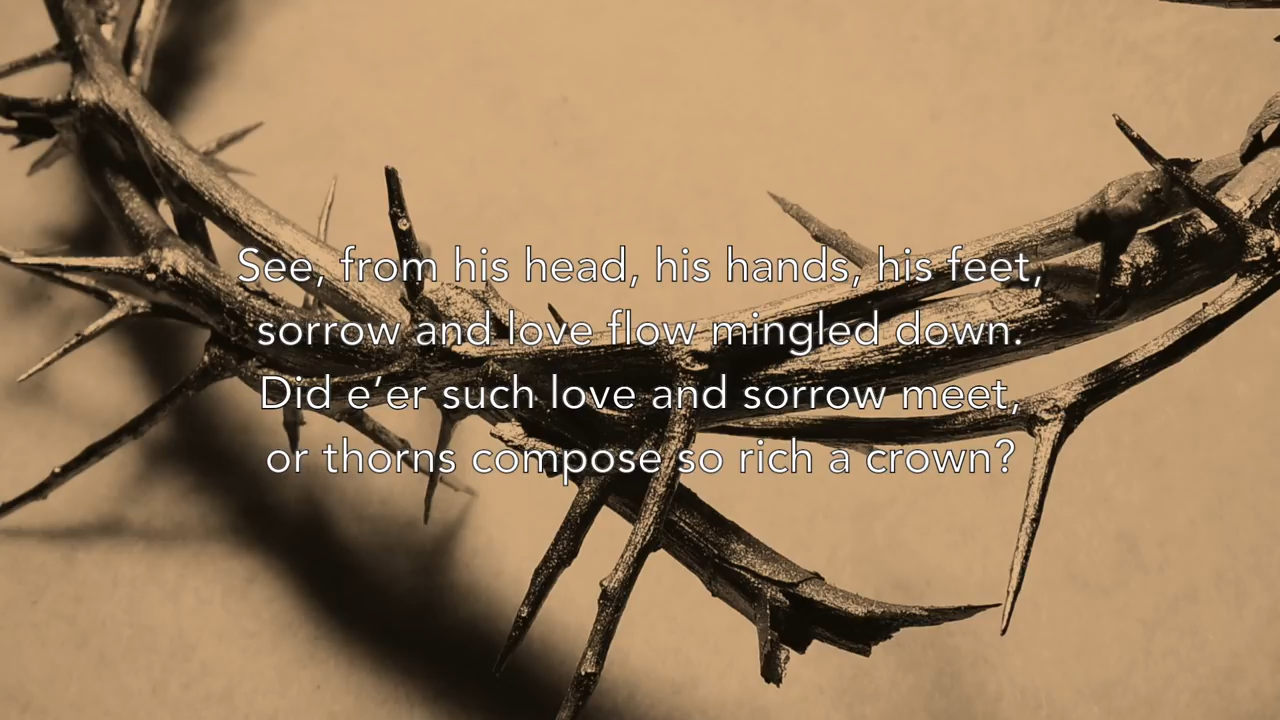 See, from his head, his hands, his feet,
sorrow and love flow mingled down.
Did e’er such love and sorrow meet,
or thorns compose so rich a crown?